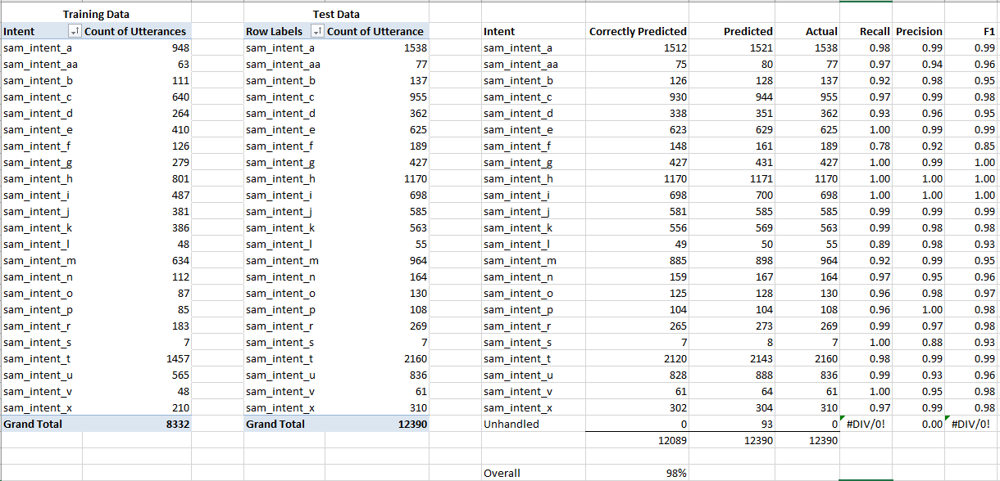 Training Data Test Data
Intent Count of Utterances Row Labels Count of Utterance Intent Correctly Predicted Predicted Actual Recall Precision F1
sam_intent_a 948 sam_intent_a 1538 sam_intent_a 1512 1521 1538 0.98 0.99 0.99
sam_intent_aa 63 sam_intent_aa 77 sam_intent_aa 75 80 77 0.97 0.94 0.96
sam_intent_b 111 sam_intent_b 137 sam_intent_b 126 128 137 0.92 0.98 0.95
sam_intent_c 640 sam_intent_c 955 sam_intent_c 930 944 955 0.97 0.99 0.98
sam_intent_d 264 sam_intent_d 362 sam_intent_d 338 351 362 0.93 0.96 0.95
sam_intent_e 410 sam_intent_e 625 sam_intent_e 623 629 625 1.00 0.99 0.99
sam_intent_f 126 sam_intent_f 189 sam_intent_f 148 161 189 0.78 0.92 0.85
sam_intent_g 279 sam_intent_g 427 sam_intent_g 427 431 427 1.00 0.99 1.00
sam_intent_h 801 sam_intent_h 1170 sam_intent_h 1170 1171 1170 1.00 1.00 1.00
sam_intent_i 487 sam_intent_i 698 sam_intent_i 698 700 698 1.00 1.00 1.00
sam_intent_j 381 sam_intent_j 585 sam_intent_j 581 585 585 0.99 0.99 0.99
sam_intent_k 386 sam_intent_k 563 sam_intent_k 556 569 563 0.99 0.98 0.98
sam_intent_l 48 sam_intent_l 55 sam_intent_l 49 50 55 0.89 0.98 0.93
sam_intent_m 634 sam_intent_m 964 sam_intent_m 885 898 964 0.92 0.99 0.95
sam_intent_n 112 sam_intent_n 164 sam_intent_n 159 167 164 0.97 0.95 0.96
sam_intent_o 87 sam_intent_o 130 sam_intent_o 125 128 130 0.96 0.98 0.97
sam_intent_p 85 sam_intent_p 108 sam_intent_p 104 104 108 0.96 1.00 0.98
sam_intent_r 183 sam_intent_r 269 sam_intent_r 265 273 269 0.99 0.97 0.98
sam_intent_s 7 sam_intent_s 7 sam_intent_s 7 8 7 1.00 0.88 0.93
sam_intent_t 1457 sam_intent_t 2160 sam_intent_t 2120 2143 2160 0.98 0.99 0.99
sam_intent_u 565 sam_intent_u 836 sam_intent_u 828 888 836 0.99 0.93 0.96
sam_intent_v 48 sam_intent_v 61 sam_intent_v 61 64 61 1.00 0.95 0.98
sam_intent_x 210 sam_intent_x 310 sam_intent_x 302 304 310 0.97 0.99 0.98
Grand Total 8332 Grand Total 12390 Unhandled 0 93 0 #DIV/0! 0.00 #DIV/0!
12089 12390 12390
Overall 98%